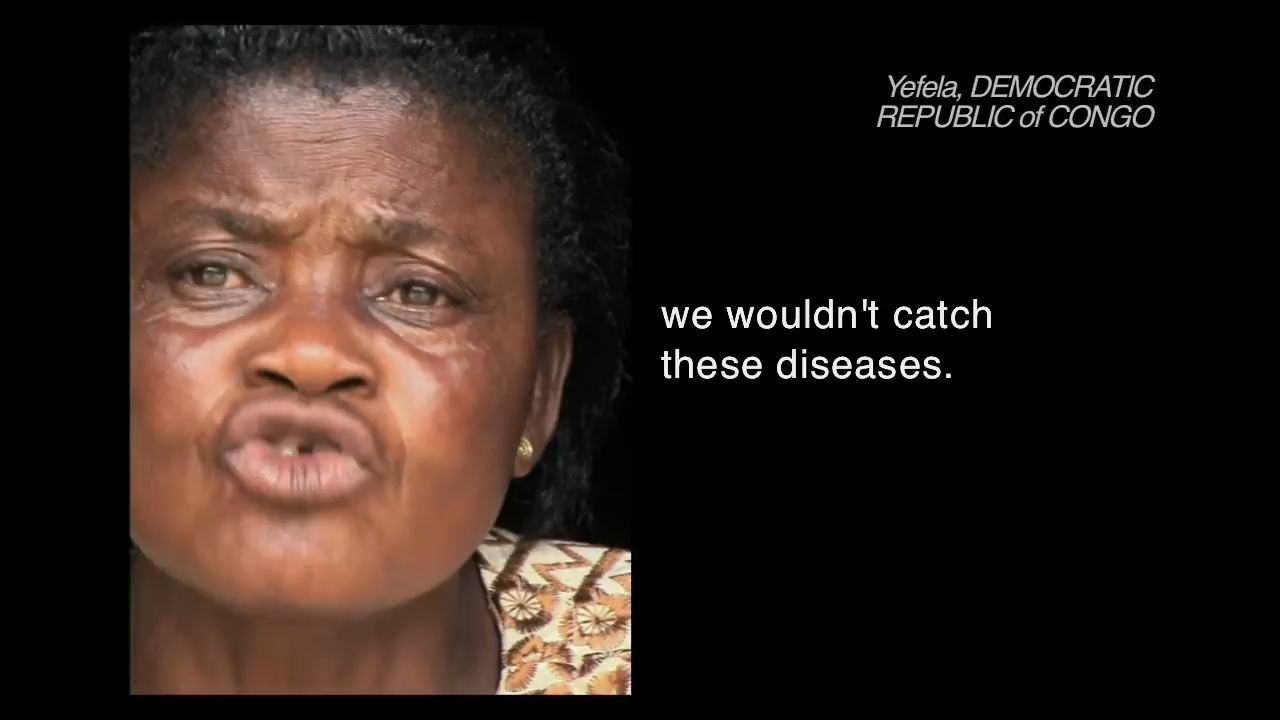 Yefela, DEMOCRATIC
REPUBLIC of CONGO
we wouldn't catch
these diseases.